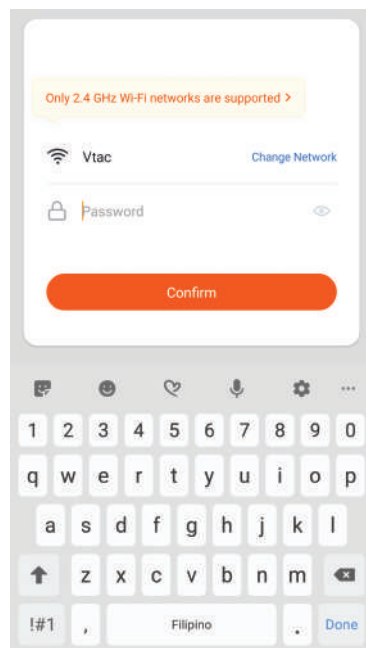 Only 2.4 GHz Wi-Fi networks are supported >
Vtac Change Network
Password
Confirm
1 2 3 4 5 6 7 8 9 0
q w e r t y u i o p
a s d f g h j k l
z x c v b n m
!#1 , Filipino . Done